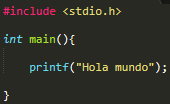 #include <stdio.h>
int main(){
printf("Hola mundo");
}